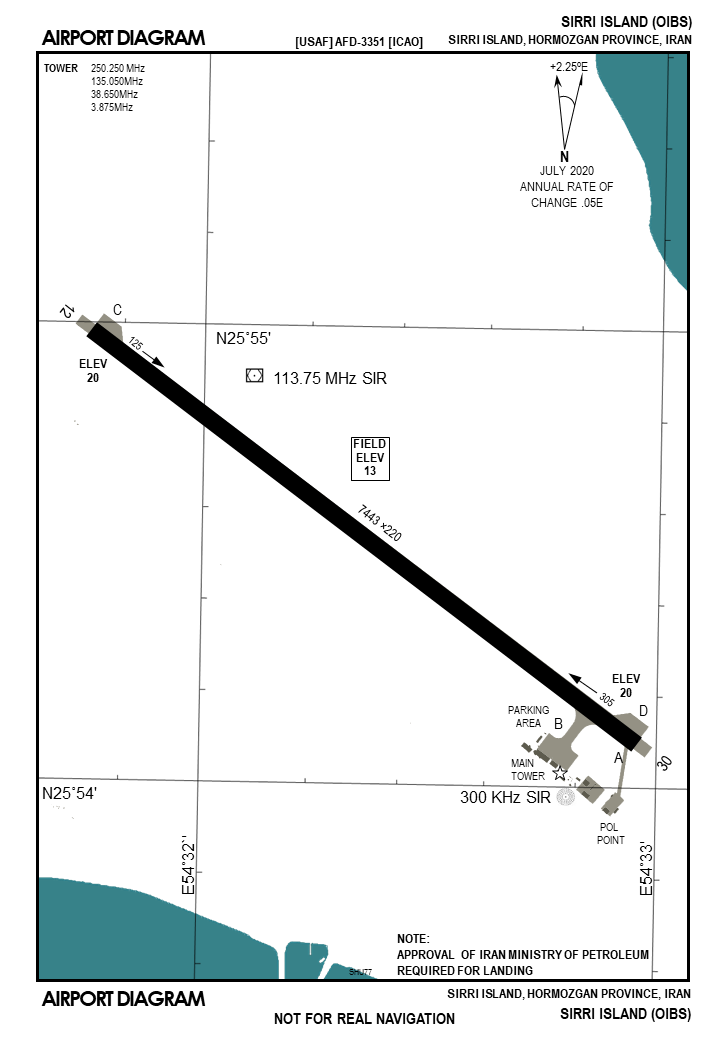 SIRRI ISLAND (OIBS)
AIRPORT DIAGRAM
[USAF] AFD-3351 [ICAO]
SIRRI ISLAND, HORMOZGAN PROVINCE, IRAN
TOWER 250.250 MHz
135.050MHz
38.650MHz
3.875MHz
+2.25ºE
N
JULY 2020
ANNUAL RATE OF
CHANGE .05E
12
C
N25°55'
125
ELEV
20
113.75 MHz SIR
FIELD
ELEV
13
7443 ×220
ELEV
20
305
D
PARKING
AREA
B
A
30
MAIN
TOWER
N25°54'
300 KHz SIR
POL
POINT
E54°32''
E54°33'
NOTE:
APPROVAL OF IRAN MINISTRY OF PETROLEUM
REQUIRED FOR LANDING
SHU77
AIRPORT DIAGRAM
SIRRI ISLAND, HORMOZGAN PROVINCE, IRAN
SIRRI ISLAND (OIBS)
NOT FOR REAL NAVIGATION